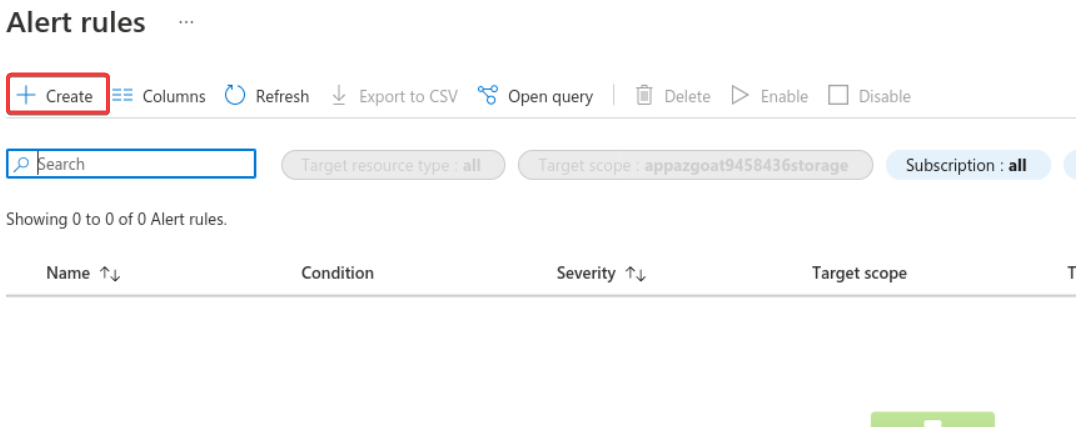 Alert rules ...
Create Columns Refresh Export to CSV Open query Delete Enable Disable
Search Target resource type : all Target scope : appazgoat9458436storage Subscription : all
Showing 0 to 0 of 0 Alert rules.
Name ↑↓ Condition Severity ↑↓ Target scope